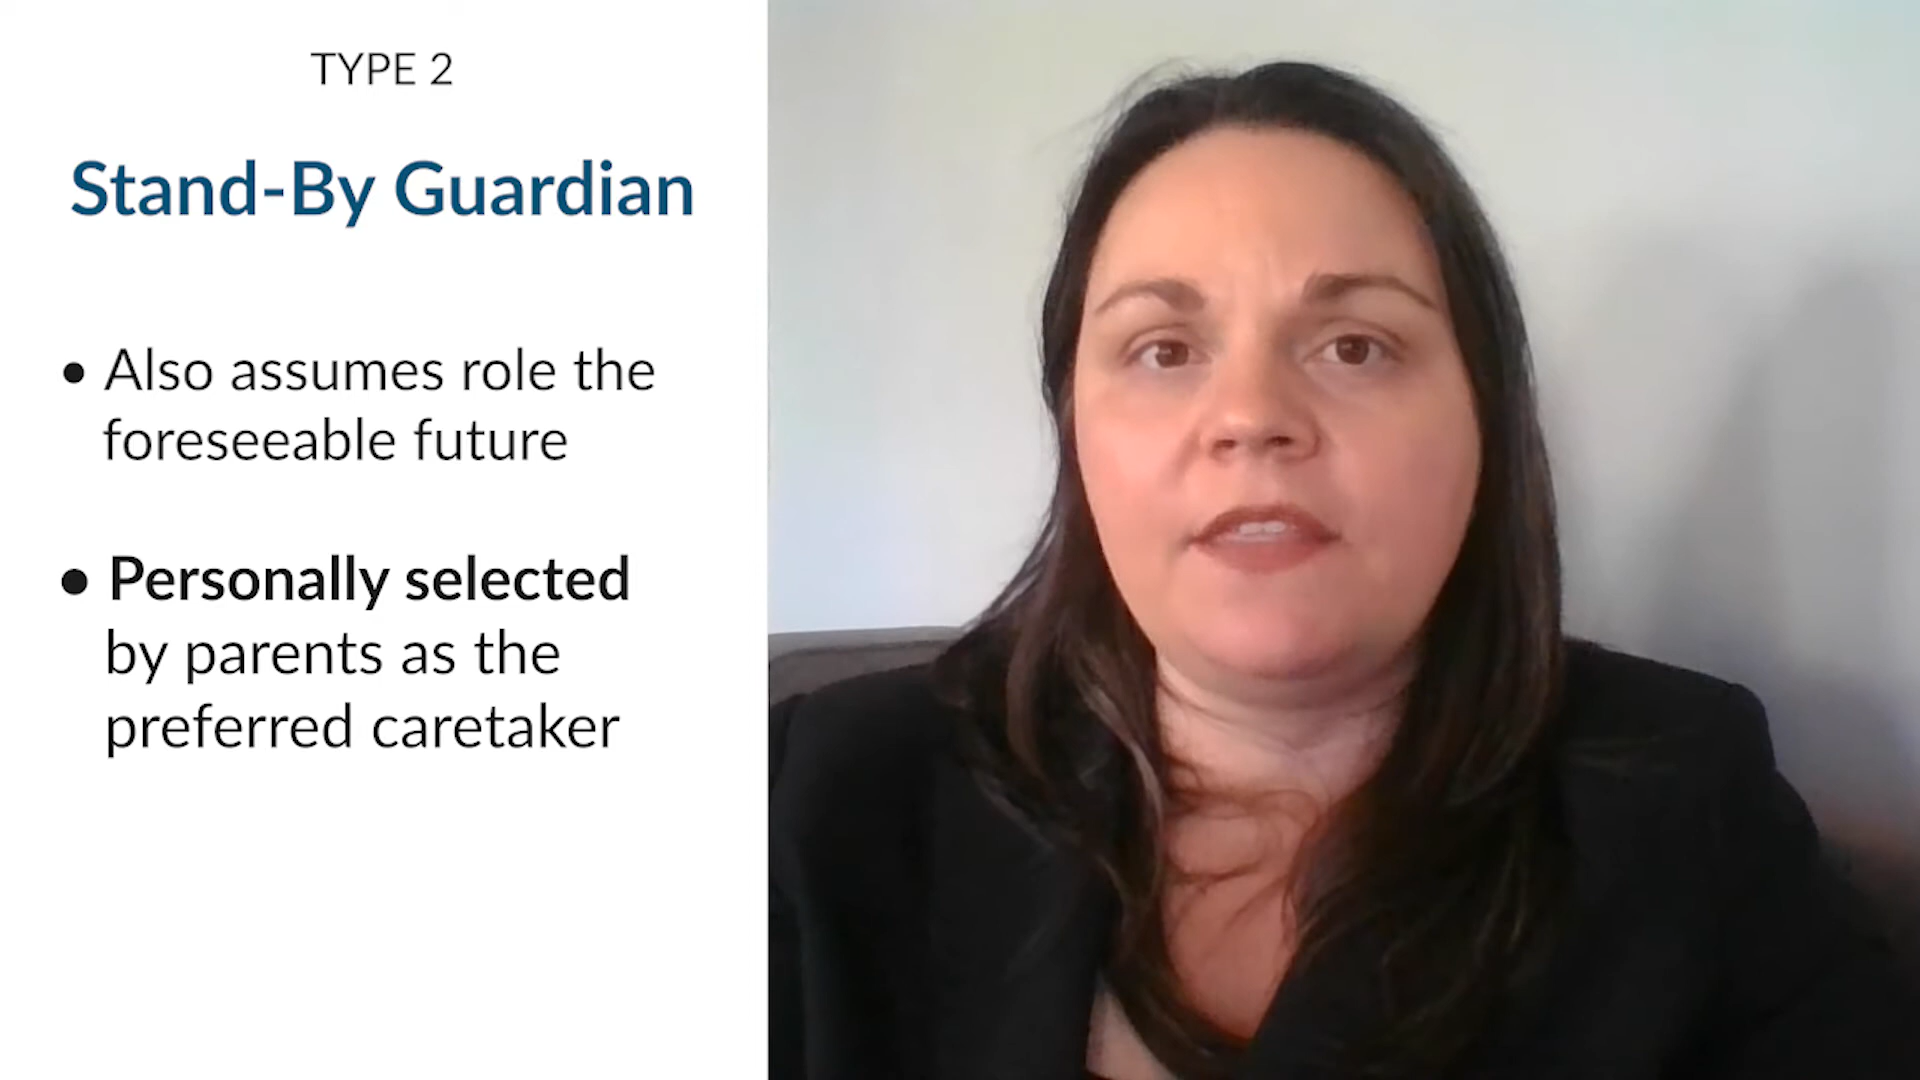 TYPE 2
Stand-By Guardian
• Also assumes role the
foreseeable future
• Personally selected
by parents as the
preferred caretaker